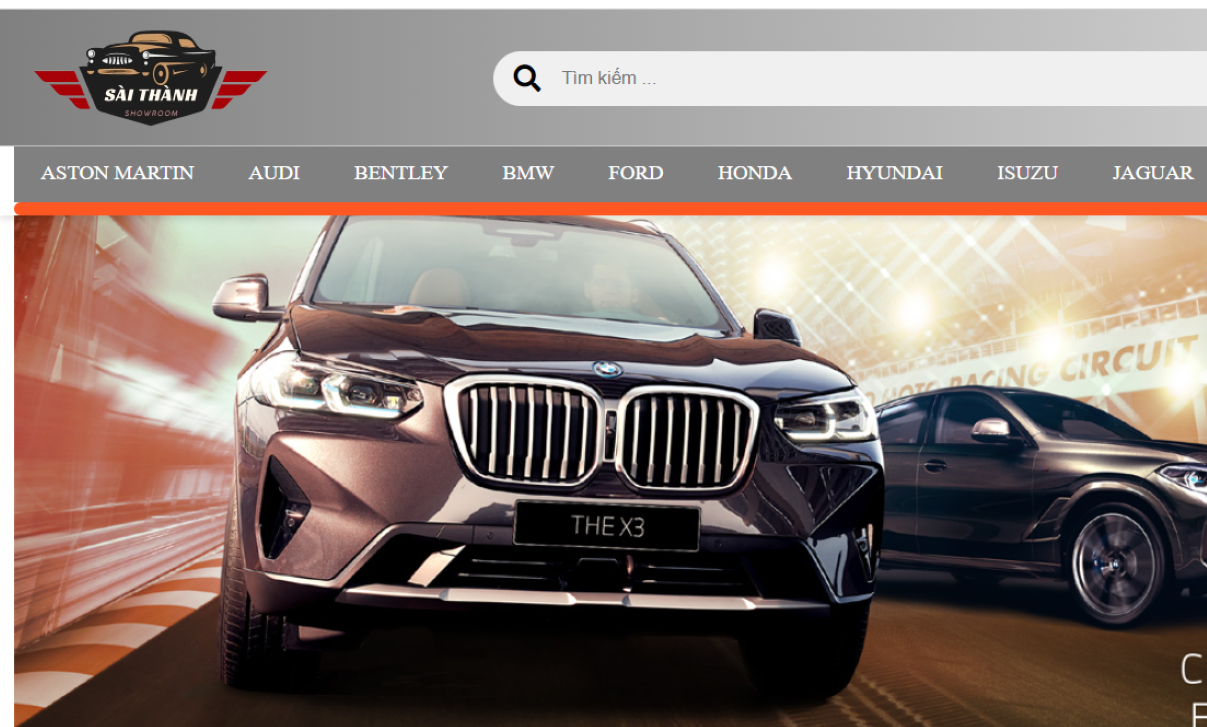 SÀI THÀNH
SHOWROOM
Tìm kiếm ...
ASTON MARTIN AUDI BENTLEY BMW FORD HONDA HYUNDAI ISUZU JAGUAR
RACING CIRCUIT
THE X3
C
E